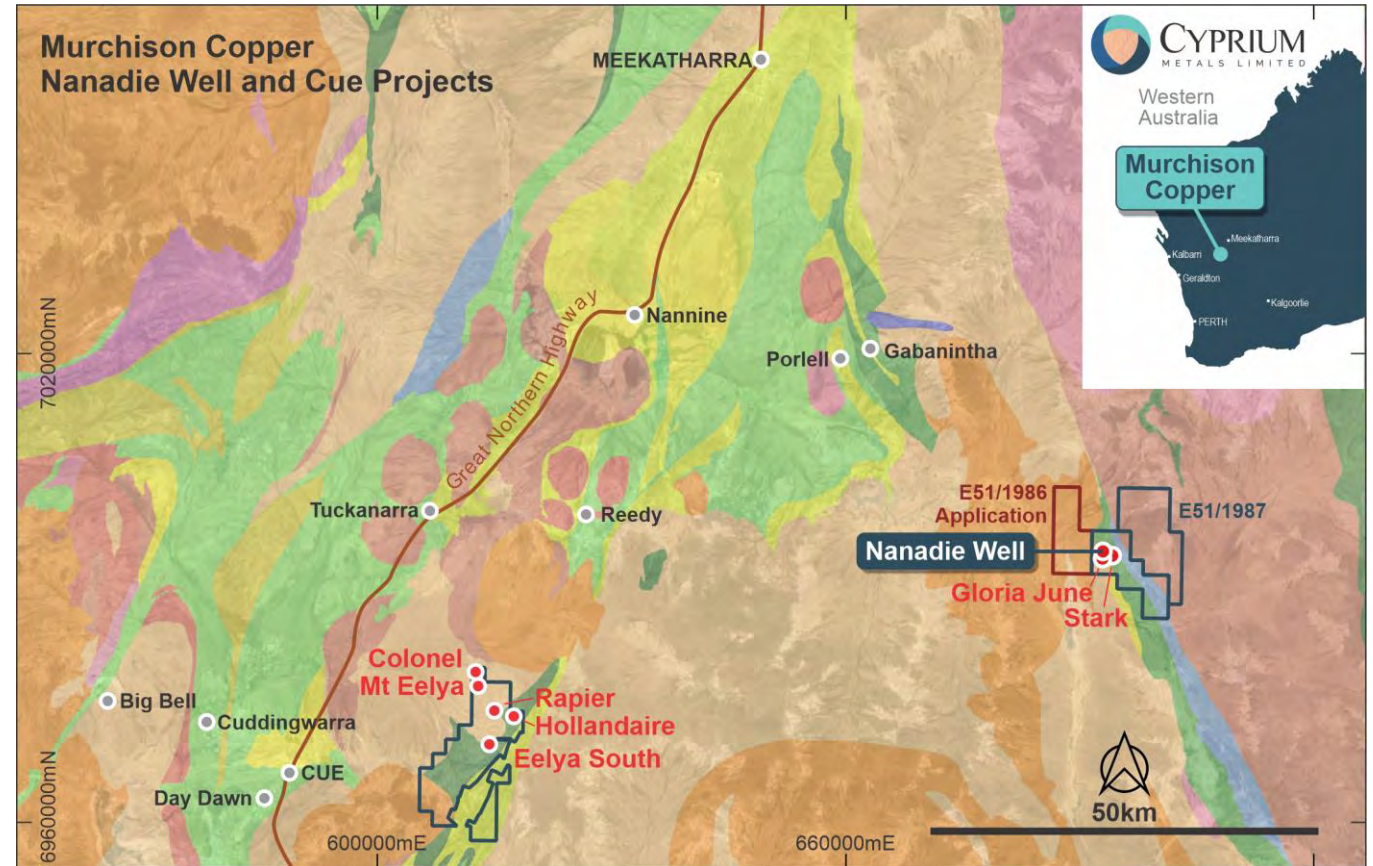 Murchison Copper
Nanadie Well and Cue Projects
MEEKATHARRA
CYPRIUM
METALS LIMITED
Western
Australia
Murchison
Copper
Meekatharra
Kalbarri
Geraldton
Kalgoorlie
PERTH
7020000mN
Great Northern Highway
Nannine
Porlell
Gabanintha
Tuckanarra
Reedy
E51/1986
Application
E51/1987
Nanadie Well
Gloria June
Stark
Colonel
Mt Eelya
Rapier
Hollandaire
Eelya South
Big Bell
Cuddingwarra
CUE
Day Dawn
6960000mN
600000mE
660000mE
50km